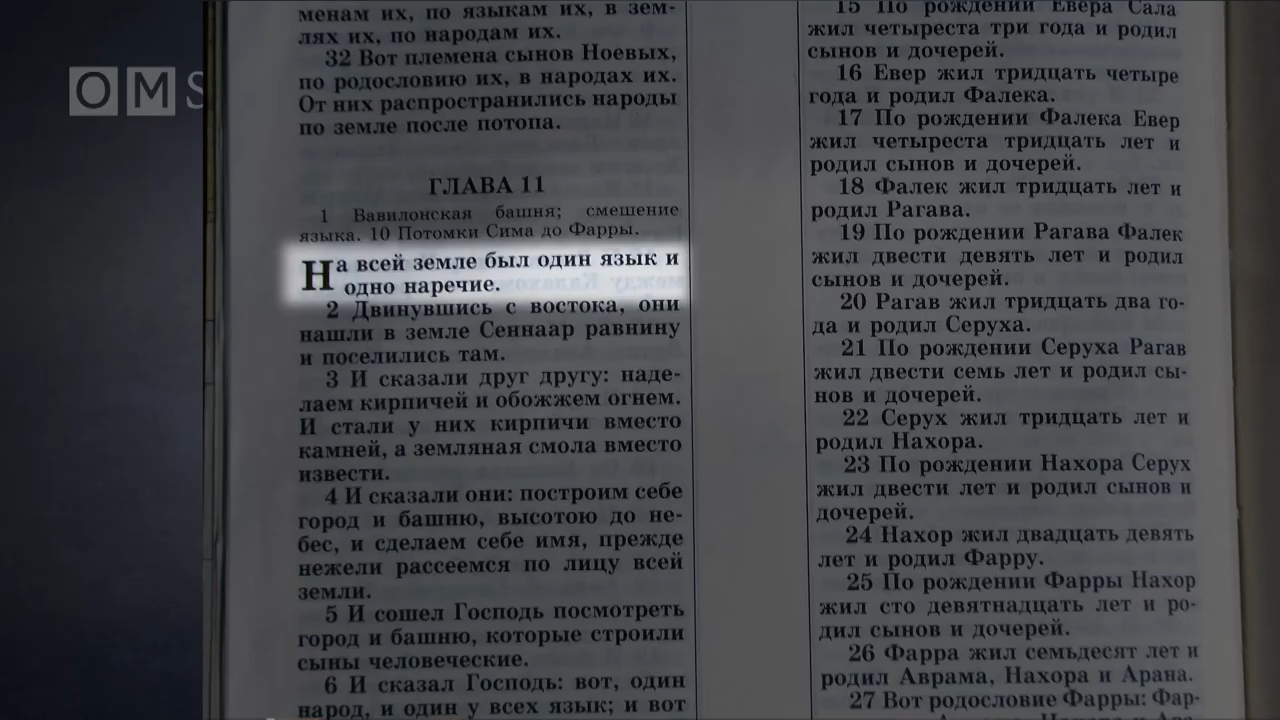 OMS
менам их, по языкам их, в зем-
лях их, по народам их.
32 Вот племена сынов Ноевых,
по родословию их, в народах их.
От них распространились народы
по земле после потопа.
ГЛАВА 11
1 Вавилонская башня; смешение
языка. 10 Потомки Сима до Фарры.
На всей земле был один язык и
одно наречие.
2 Двинувшись с востока, они
нашли в земле Сеннаар равнину
и поселились там.
3 И сказали друг другу: наде-
лаем кирпичей и обожжем огнем.
И стали у них кирпичи вместо
камней, а земляная смола вместо
извести.
4 И сказали они: построим себе
город и башню, высотою до не-
бес, и сделаем себе имя, прежде
нежели рассеемся по лицу всей
земли.
5 И сошел Господь посмотреть
город и башню, которые строили
сыны человеческие.
6 И сказал Господь: вот, один
народ, и один у всех язык; и вот
15 По рождении Евера Сала
жил четыреста три года и родил
сынов и дочерей.
16 Евер жил тридцать четыре
года и родил Фалека.
17 По рождении Фалека Евер
жил четыреста тридцать лет и
родил сынов и дочерей.
18 Фалек жил тридцать лет и
родил Рагава.
19 По рождении Рагава Фалек
жил двести девять лет и родил
сынов и дочерей.
20 Рагав жил тридцать два го-
да и родил Серуха.
21 По рождении Серуха Рагав
жил двести семь лет и родил сы-
нов и дочерей.
22 Серух жил тридцать лет и
родил Нахора.
23 По рождении Нахора Серух
жил двести лет и родил сынов и
дочерей.
24 Нахор жил двадцать девять
лет и родил Фарру.
25 По рождении Фарры Нахор
жил сто девятнадцать лет и ро-
дил сынов и дочерей.
26 Фарра жил семьдесят лет и
родил Аврама, Нахора и Арана.
27 Вот родословие Фарры: Фар-